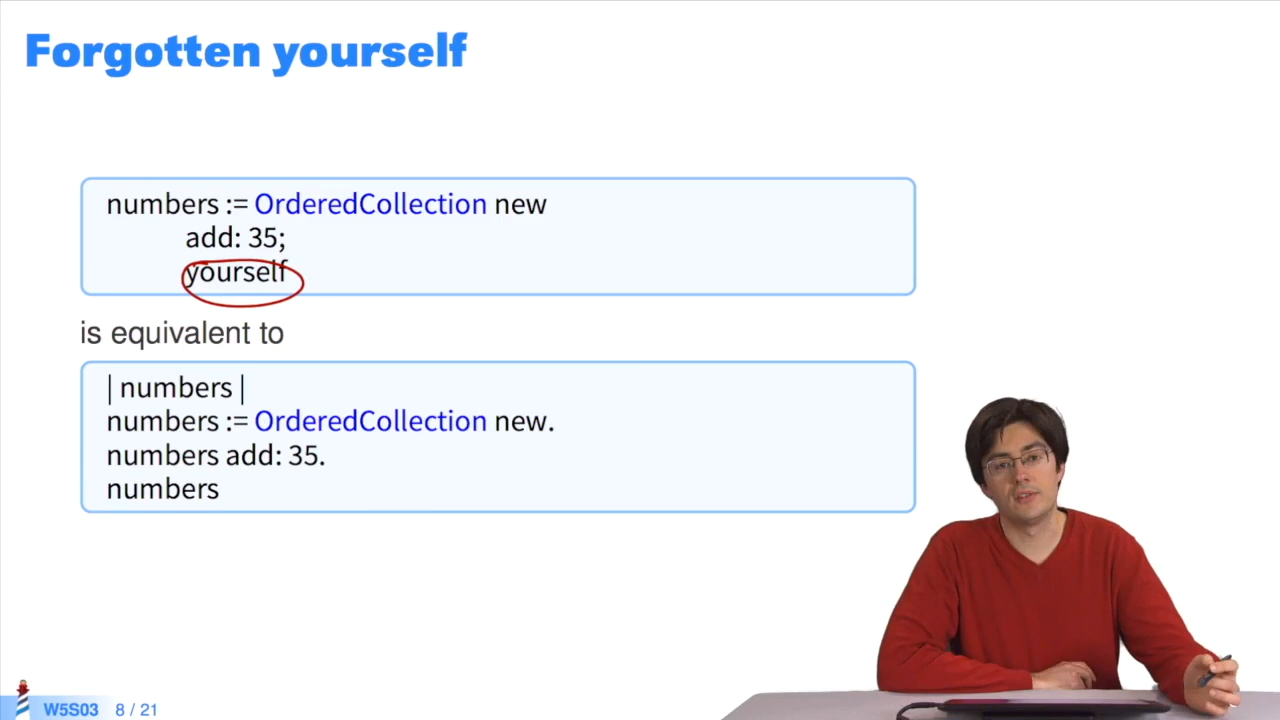 Forgotten yourself
numbers := OrderedCollection new
add: 35;
yourself
is equivalent to
| numbers |
numbers := OrderedCollection new.
numbers add: 35.
numbers
W5S03 8 / 21